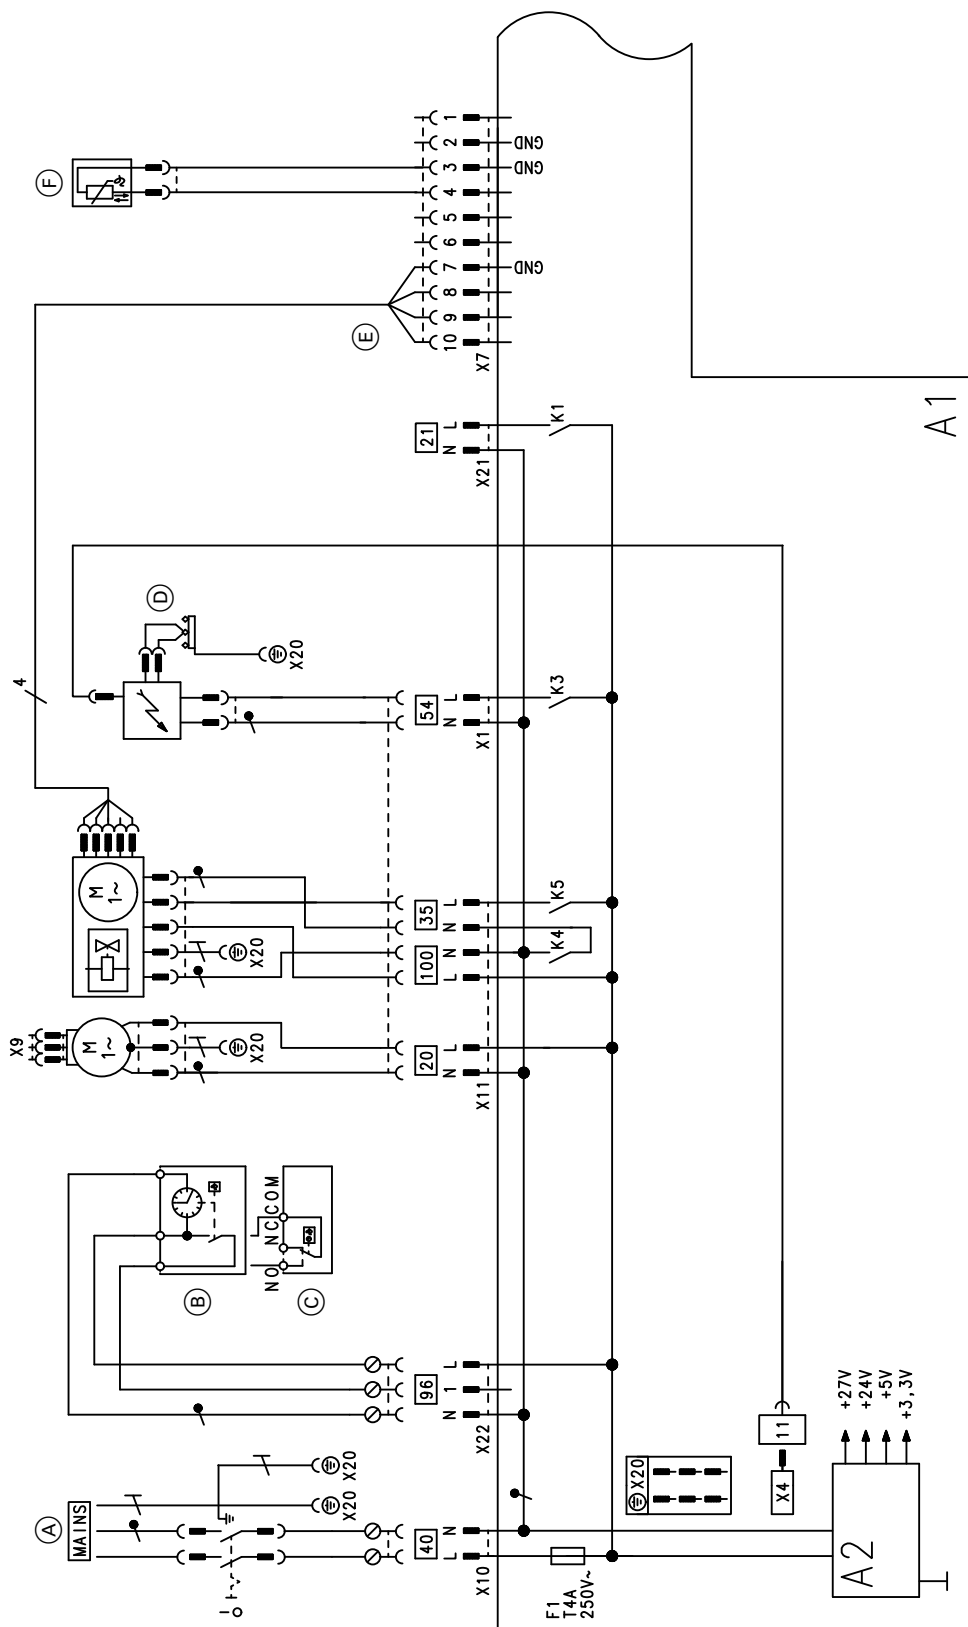 F
1
2
3
4
5
6
7
8
9
10
X7
GND
GND
GND
E
21
L
N
X21
K1
A1
4
D
X20
54
L
N
X1
K3
M
1~
X20
35
L
N
100
N
L
K5
K4
X9
M
1~
X20
20
L
N
X11
B
NO NC COM
C
96
L
1
N
X22
A
MAINS
X20
X20
I
O
40
N
L
X10
F1
T4A
250V~
X20
11
X4
A2
+27V
+24V
+5V
+3,3V